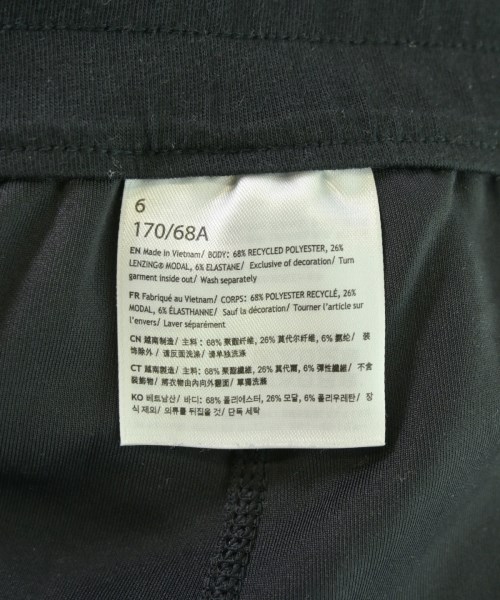 6
170/68A
EN Made in Vietnam/ BODY: 68% RECYCLED POLYESTER, 26%
LENZING® MODAL, 6% ELASTANE/ Exclusive of decoration/ Turn
garment inside out/ Wash separately
FR Fabriqué au Vietnam/ CORPS: 68% POLYESTER RECYCLÉ, 26%
MODAL, 6% ÉLASTHANNE/ Sauf la décoration/ Tourner l'article sur
l'envers/ Laver séparément
CN 越南制造/ 主料: 68% 聚酯纤维, 26% 莫代尔纤维, 6% 氨纶/ 装
饰除外/ 请反面洗涤/ 请单独洗涤
CT 越南製造/ 主料: 68% 聚酯纖維, 26% 莫代爾, 6% 彈性纖維/ 不含
裝飾物/ 將衣物由內向外翻面/ 單獨洗滌
KO 베트남산/ 바디: 68% 폴리에스터, 26% 모달, 6% 폴리우레탄/ 장
식 제외/ 의류를 뒤집을 것/ 단독 세탁